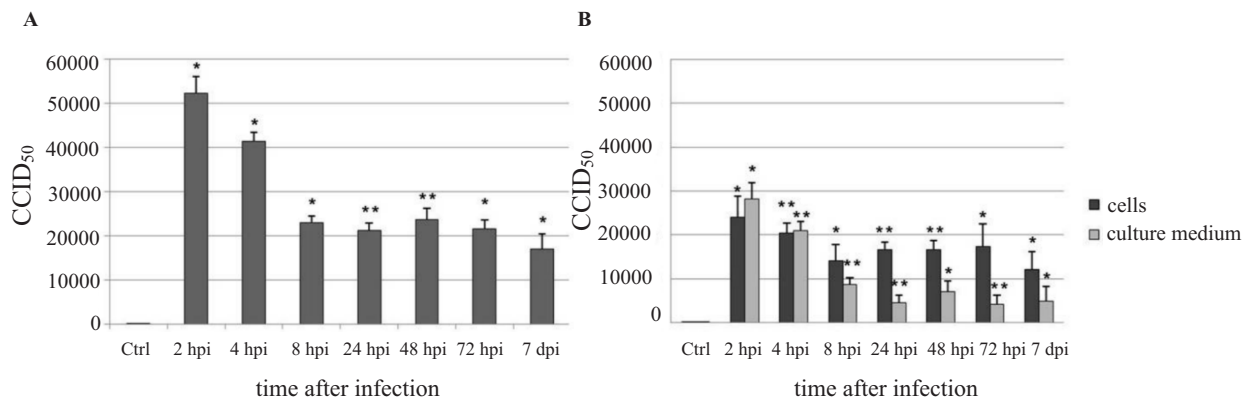 A
CCID50
60000
50000
40000
30000
20000
10000
0
*
*
*
**
**
*
*
Ctrl 2 hpi 4 hpi 8 hpi 24 hpi 48 hpi 72 hpi 7 dpi
time after infection
B
CCID50
60000
50000
40000
30000
20000
10000
0
* *
** **
* **
** **
** *
* **
* *
Ctrl 2 hpi 4 hpi 8 hpi 24 hpi 48 hpi 72 hpi 7 dpi
time after infection
cells
culture medium